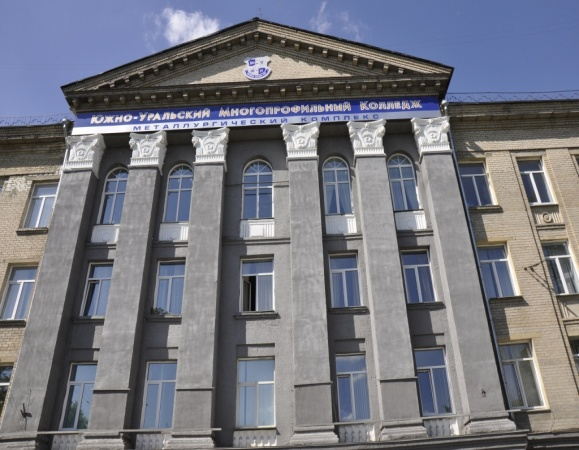 Южно-Уральский Многопрофильный Колледж
МЕТАЛЛУРГИЧЕСКИЙ КОМПЛЕКС